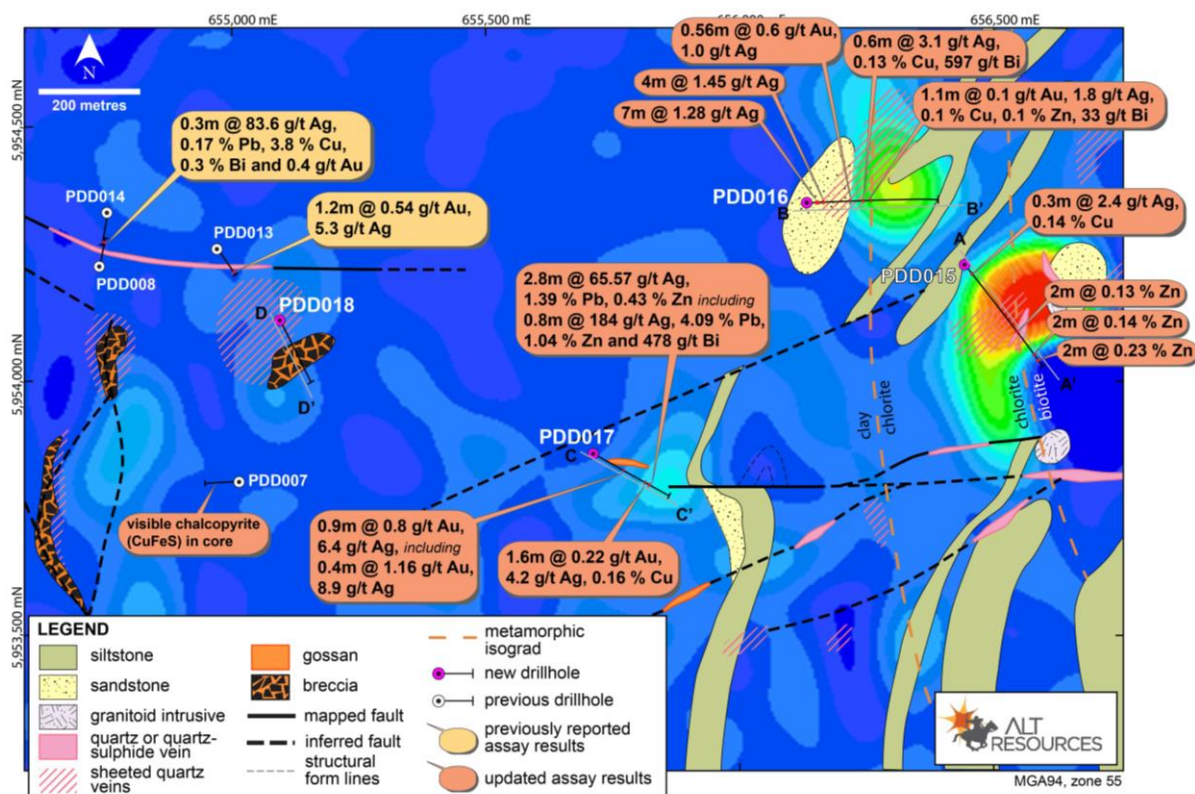 655,000 mE
655,500 mE
656,000 mE
656,500 mE
5,954,500 mN
5,954,000 mN
5,953,500 mN
N
200 metres
0.3m @ 83.6 g/t Ag,
0.17 % Pb, 3.8 % Cu,
0.3 % Bi and 0.4 g/t Au
PDD014
PDD008
PDD013
1.2m @ 0.54 g/t Au,
5.3 g/t Ag
D
PDD018
D'
PDD007
visible chalcopyrite
(CuFeS) in core
0.56m @ 0.6 g/t Au,
1.0 g/t Ag
4m @ 1.45 g/t Ag
7m @ 1.28 g/t Ag
0.6m @ 3.1 g/t Ag,
0.13 % Cu, 597 g/t Bi
1.1m @ 0.1 g/t Au, 1.8 g/t Ag,
0.1 % Cu, 0.1 % Zn, 33 g/t Bi
PDD016
B
B'
A
PDD015
0.3m @ 2.4 g/t Ag,
0.14 % Cu
2m @ 0.13 % Zn
2m @ 0.14 % Zn
2m @ 0.23 % Zn
A'
2.8m @ 65.57 g/t Ag,
1.39 % Pb, 0.43 % Zn including
0.8m @ 184 g/t Ag, 4.09 % Pb,
1.04 % Zn and 478 g/t Bi
PDD017
C
C'
0.9m @ 0.8 g/t Au,
6.4 g/t Ag, including
0.4m @ 1.16 g/t Au,
8.9 g/t Ag
1.6m @ 0.22 g/t Au,
4.2 g/t Ag, 0.16 % Cu
clay
chlorite
chlorite
biotite
LEGEND
siltstone
sandstone
granitoid intrusive
quartz or quartz-
sulphide vein
sheeted quartz
veins
gossan
breccia
mapped fault
inferred fault
structural
form lines
metamorphic
isograd
new drillhole
previous drillhole
previously reported
assay results
updated assay results
ALT
RESOURCES
MGA94, zone 55